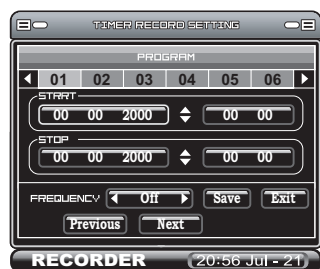 TIMER RECORD SETTING
PROGRAM
01 02 03 04 05 06
START
00 00 2000 00 00
STOP
00 00 2000 00 00
FREQUENCY Off Save Exit
Previous Next
RECORDER 20:56 Jul - 21